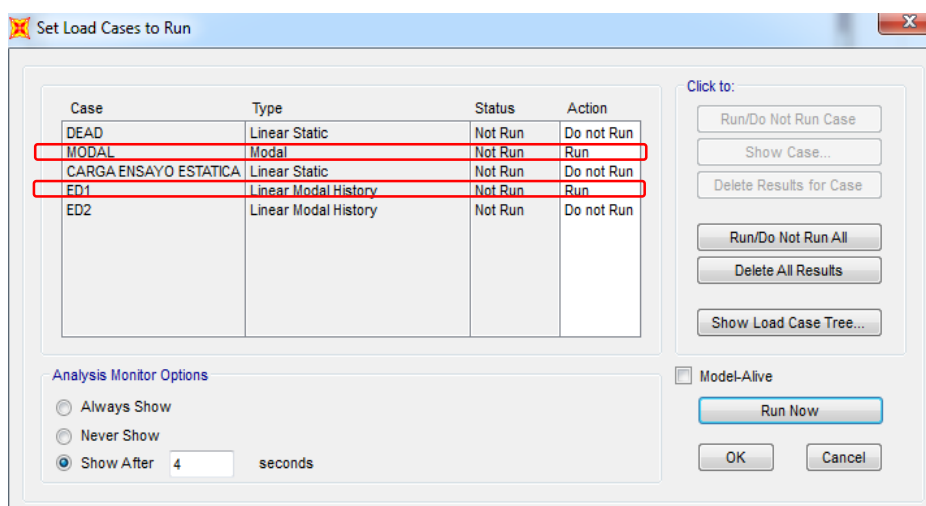 Set Load Cases to Run
x
Click to:
Case Type Status Action
DEAD Linear Static Not Run Do not Run
MODAL Modal Not Run Run
CARGA ENSAYO ESTATICA Linear Static Not Run Do not Run
ED1 Linear Modal History Not Run Run
ED2 Linear Modal History Not Run Do not Run
Run/Do Not Run Case
Show Case...
Delete Results for Case
Run/Do Not Run All
Delete All Results
Show Load Case Tree...
Analysis Monitor Options
Always Show
Never Show
Show After 4 seconds
Model-Alive
Run Now
OK Cancel